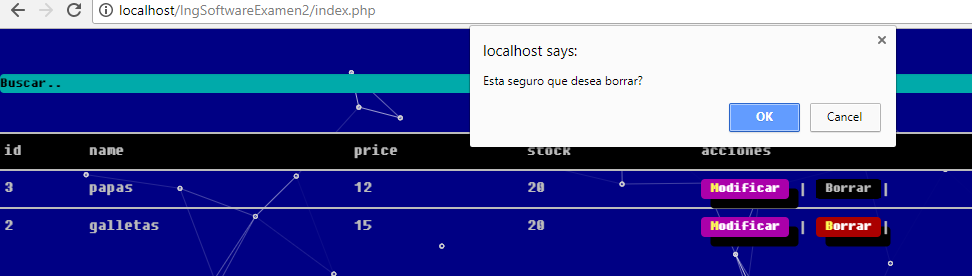 localhost/IngSoftwareExamen2/index.php
localhost says:
Esta seguro que desea borrar?
OK Cancel
Buscar..
id name price stock acciones
3 papas 12 20 Modificar | Borrar |
2 galletas 15 20 Modificar | Borrar |